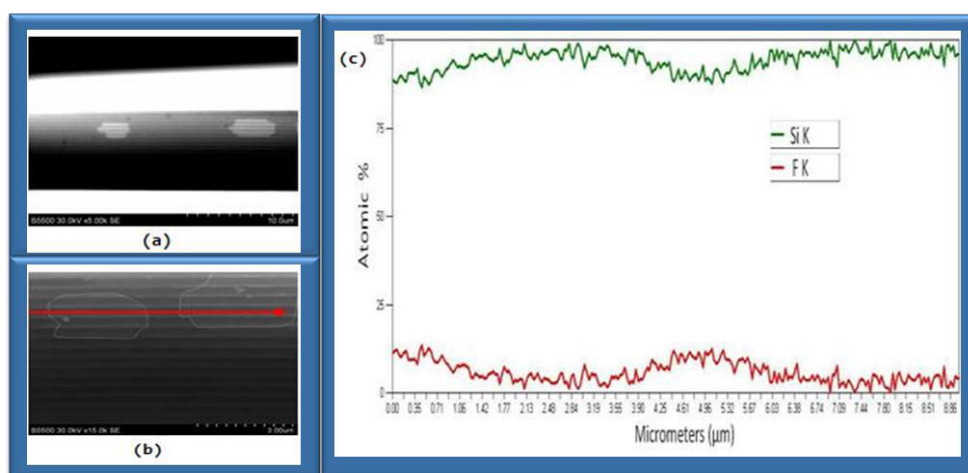 S5500 30.0kV x5.00k SE
10.0um
(a)
S5500 30.0kV x15.0k SE
3.00um
(b)
(c)
100
75
50
25
0
Atomic %
Si K
F K
0.00 0.35 0.71 1.06 1.42 1.77 2.13 2.48 2.84 3.19 3.55 3.90 4.25 4.61 4.96 5.32 5.67 6.03 6.38 6.74 7.09 7.44 7.80 8.15 8.51 8.86
Micrometers (μm)